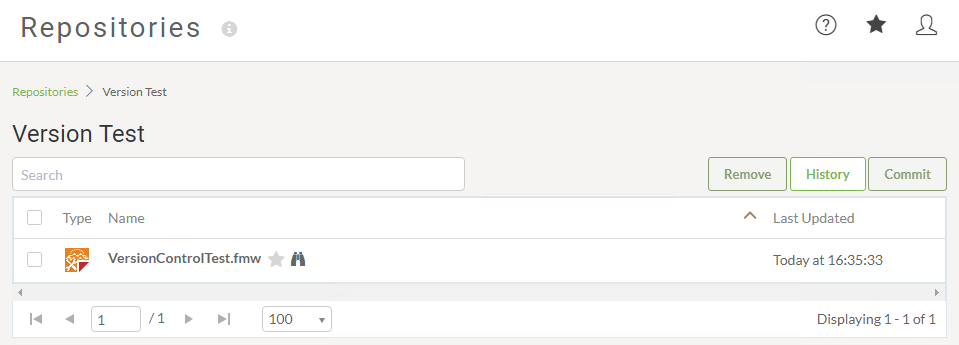 Repositories
Repositories > Version Test
Version Test
Search
Remove History Commit
Type Name Last Updated
VersionControlTest.fmw Today at 16:35:33
1 / 1 100 Displaying 1 - 1 of 1